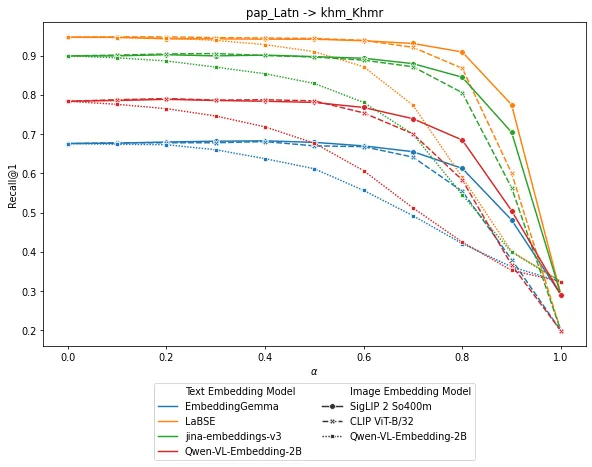 pap_Latn -> khm_Khmr
Recall@1
0.9
0.8
0.7
0.6
0.5
0.4
0.3
0.2
0.0 0.2 0.4 0.6 0.8 1.0
α
Text Embedding Model Image Embedding Model
EmbeddingGemma SigLIP 2 So400m
LaBSE CLIP ViT-B/32
jina-embeddings-v3 Qwen-VL-Embedding-2B
Qwen-VL-Embedding-2B